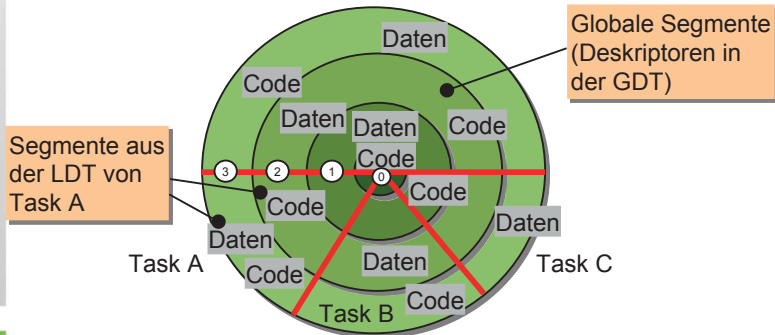 Daten
Globale Segmente
(Deskriptoren in
der GDT)
Code
Daten
Daten
Code
Segmente aus
der LDT von
Task A
Code
3
2
1
0
Code
Code
Daten
Daten
Task A
Daten
Task C
Code
Code
Task B